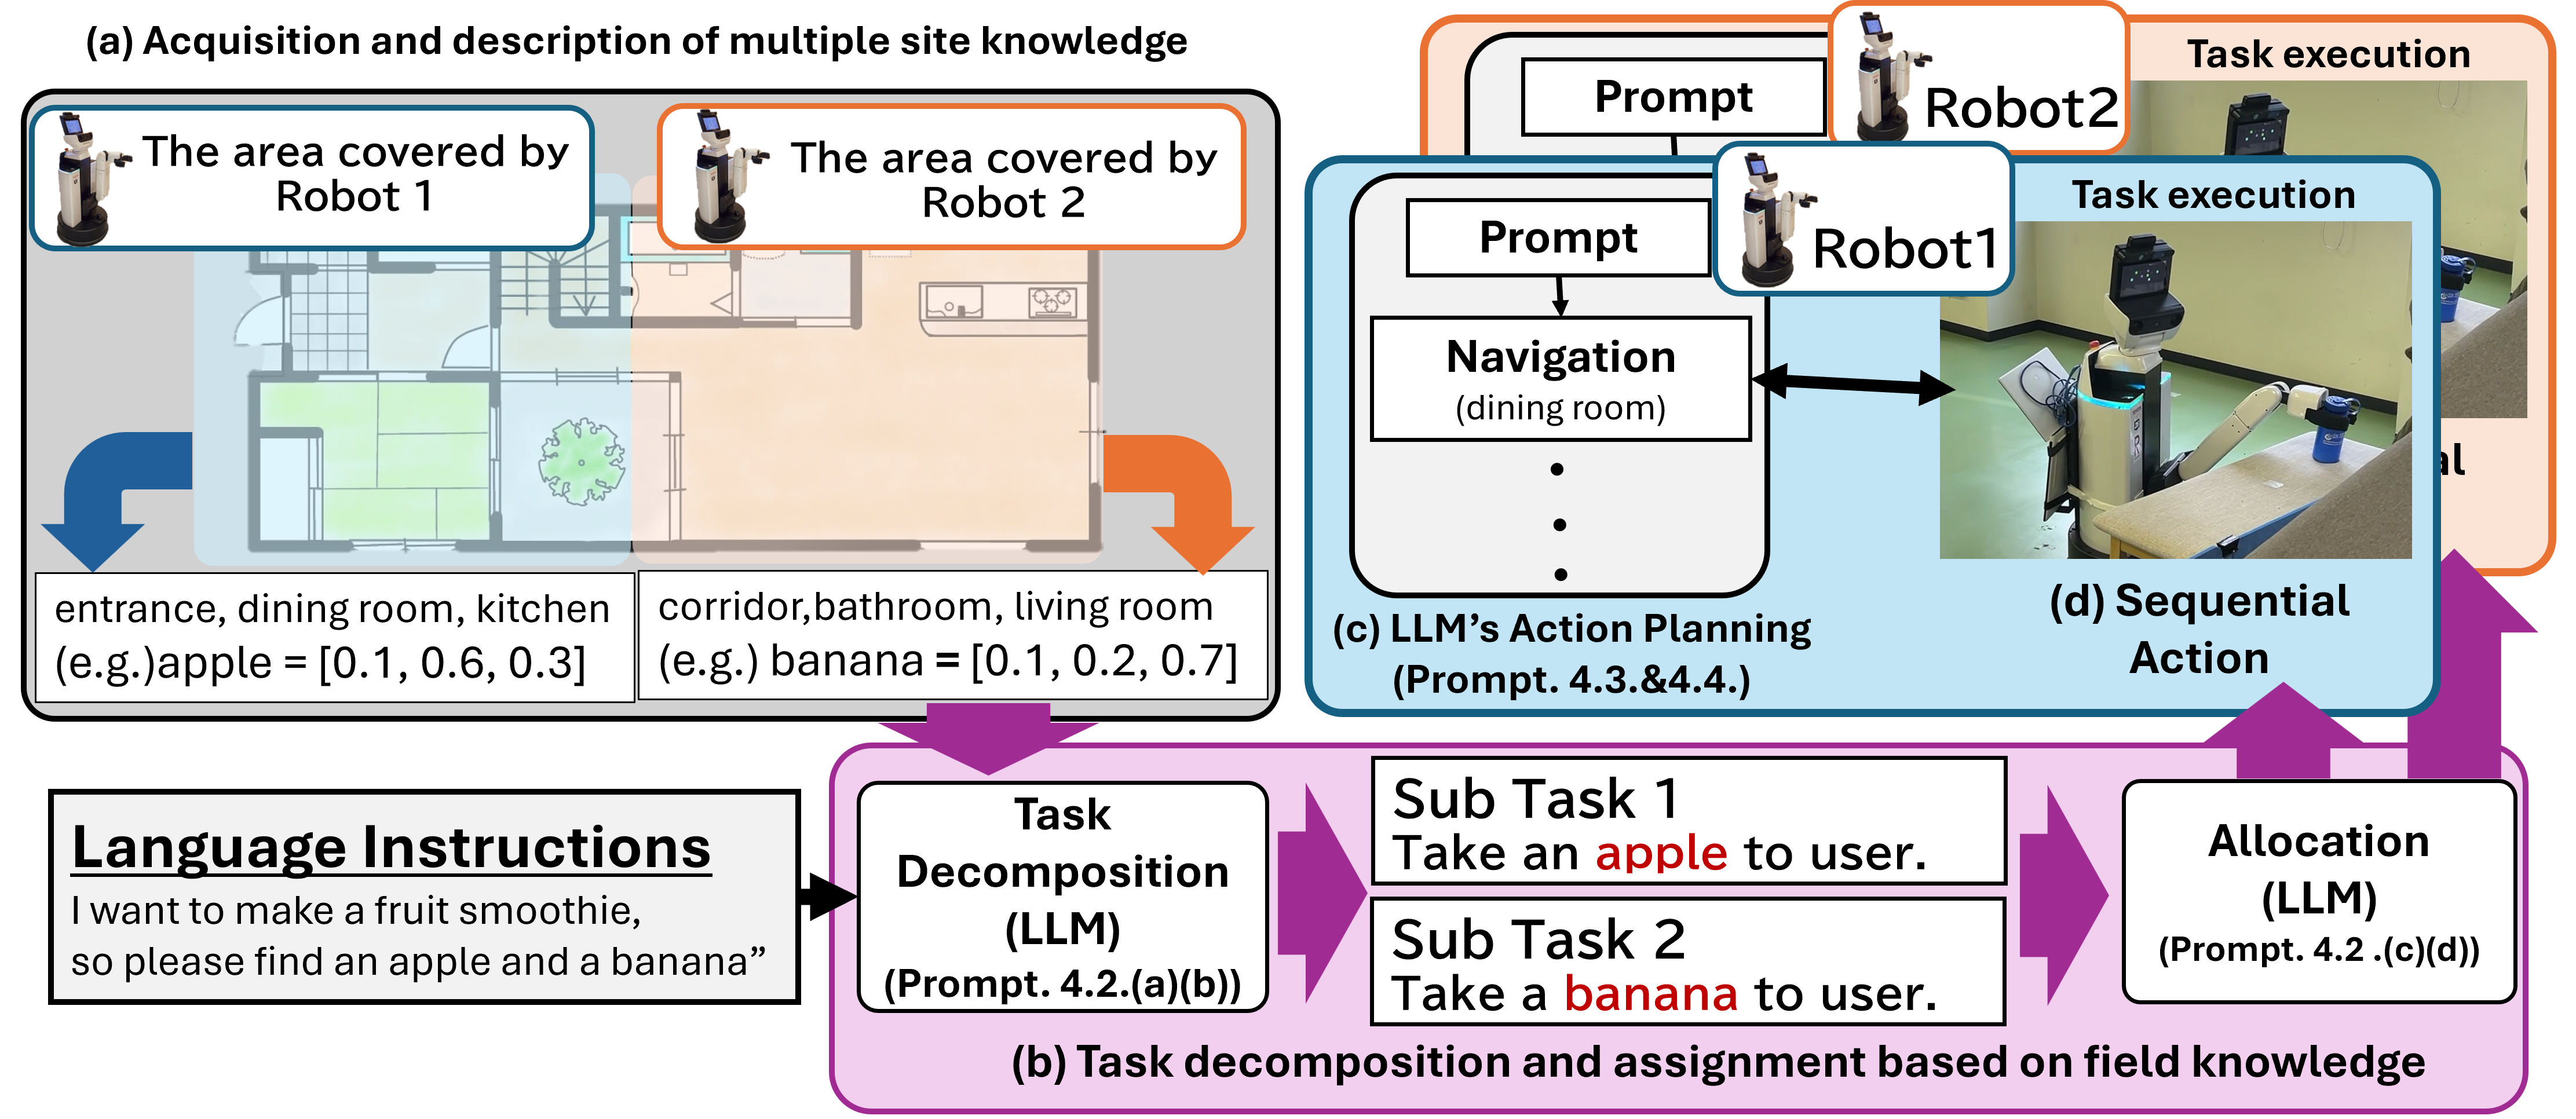 (a) Acquisition and description of multiple site knowledge
The area covered by
Robot 1
The area covered by
Robot 2
entrance, dining room, kitchen
(e.g.)apple = [0.1, 0.6, 0.3]
corridor,bathroom, living room
(e.g.) banana = [0.1, 0.2, 0.7]
Prompt
Robot2
Task execution
Prompt
Robot1
Task execution
Navigation
(dining room)
(c) LLM's Action Planning
(Prompt. 4.3.&4.4.)
(d) Sequential
Action
al
Language Instructions
I want to make a fruit smoothie,
so please find an apple and a banana”
Task
Decomposition
(LLM)
(Prompt. 4.2.(a)(b))
Sub Task 1
Take an apple to user.
Sub Task 2
Take a banana to user.
Allocation
(LLM)
(Prompt. 4.2 .(c)(d))
(b) Task decomposition and assignment based on field knowledge